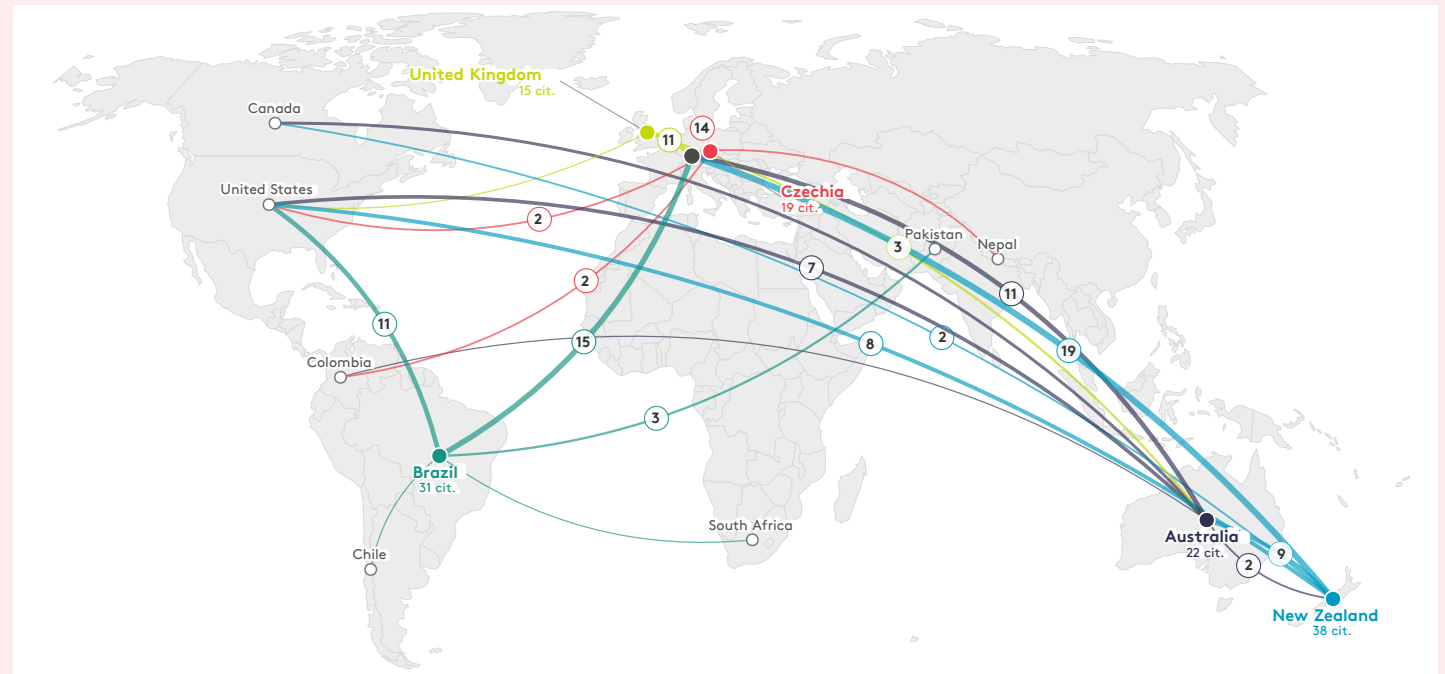 United Kingdom
15 cit.
Canada
11
14
United States
Czechia
19 cit.
2
3
Pakistan
Nepal
7
2
11
11
15
8
2
19
Colombia
3
Brazil
31 cit.
South Africa
Australia
22 cit.
Chile
9
2
New Zealand
38 cit.